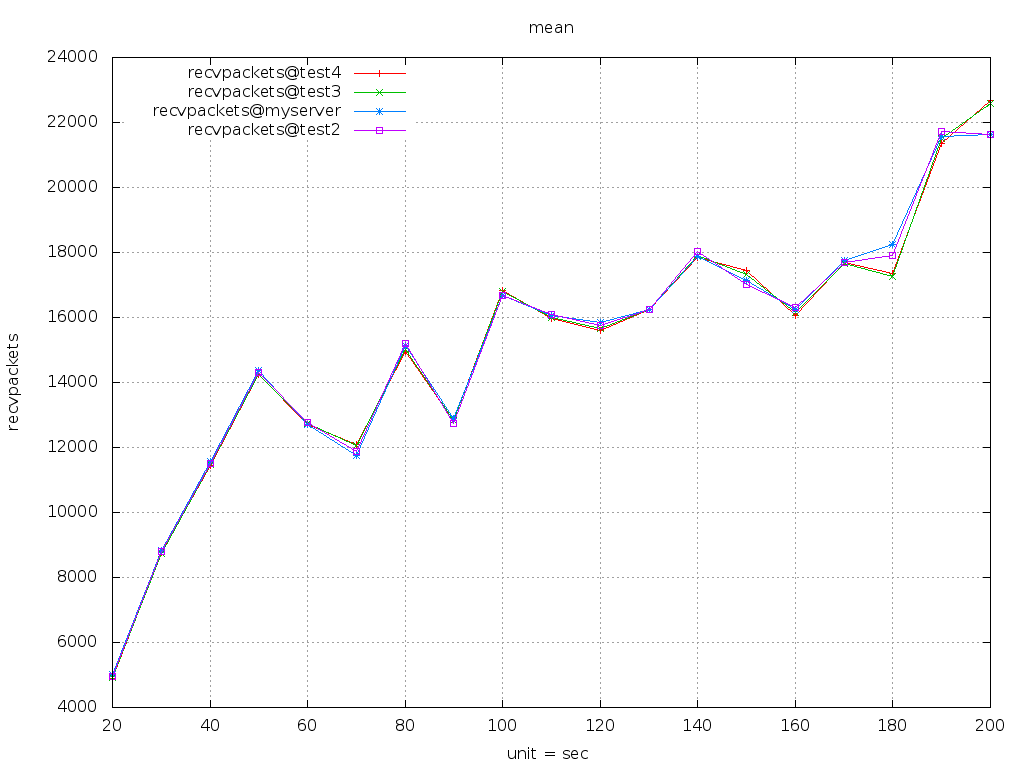 mean
24000
22000
20000
18000
16000
14000
12000
10000
8000
6000
4000
recvpackets
recvpackets@test4
recvpackets@test3
recvpackets@myserver
recvpackets@test2
20 40 60 80 100 120 140 160 180 200
unit = sec